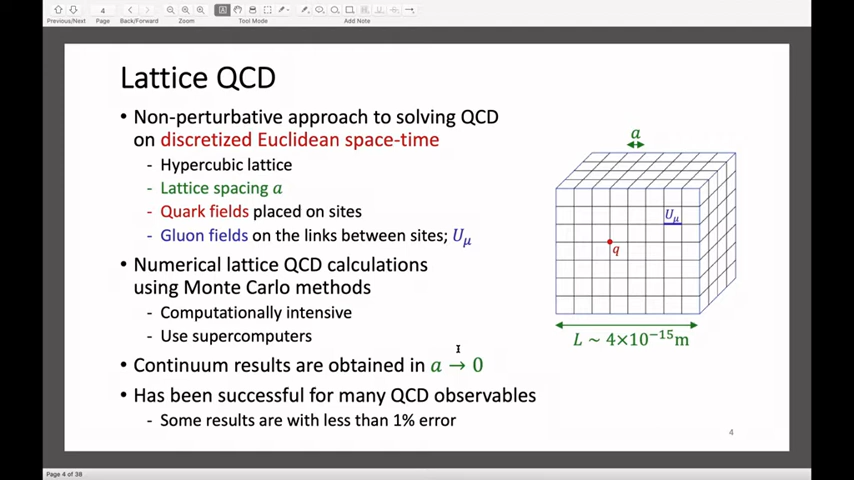 4
Previous/Next
Page
Back/Forward
Zoom
Tool Mode
Add Note
Lattice QCD
• Non-perturbative approach to solving QCD
on discretized Euclidean space-time
- Hypercubic lattice
- Lattice spacing a
- Quark fields placed on sites
- Gluon fields on the links between sites; Uμ
• Numerical lattice QCD calculations
using Monte Carlo methods
- Computationally intensive
- Use supercomputers
• Continuum results are obtained in a → 0
• Has been successful for many QCD observables
- Some results are with less than 1% error
a
Uμ
q
L ~ 4×10⁻¹⁵m
4
Page 4 of 38